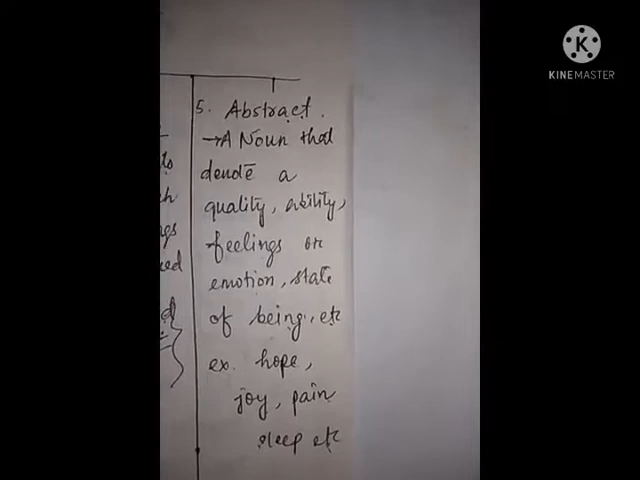 KINEMASTER
5. Abstract.
→ A Noun that
denote a
quality, ability,
feelings or
emotion, state
of being, etc
ex. hope,
joy, pain
sleep etc